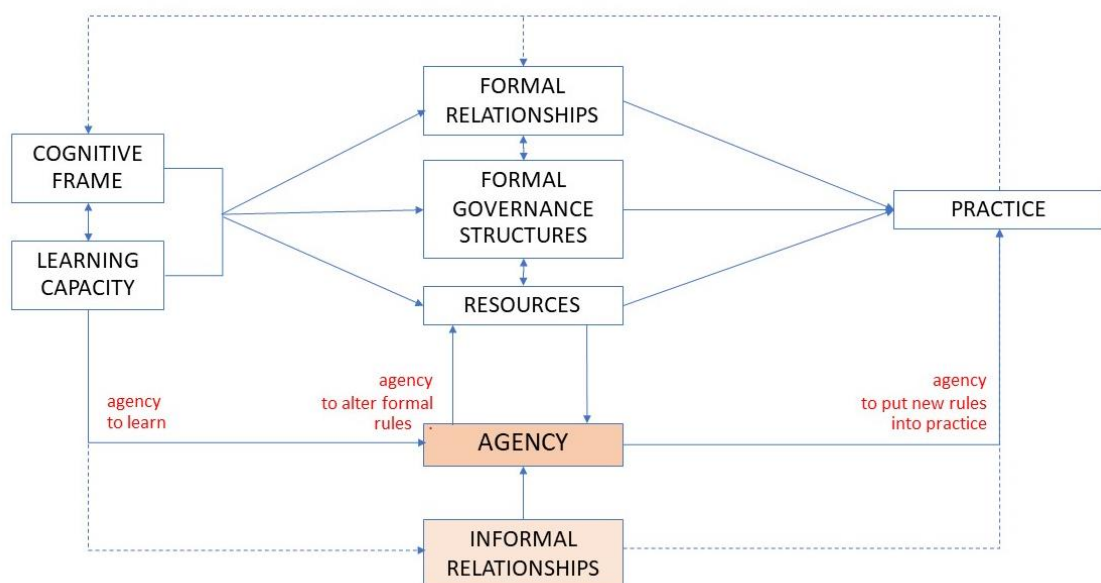 FORMAL
RELATIONSHIPS
COGNITIVE
FRAME
FORMAL
GOVERNANCE
STRUCTURES
PRACTICE
LEARNING
CAPACITY
RESOURCES
agency
to learn
agency
to alter formal
rules
agency
to put new rules
into practice
AGENCY
INFORMAL
RELATIONSHIPS